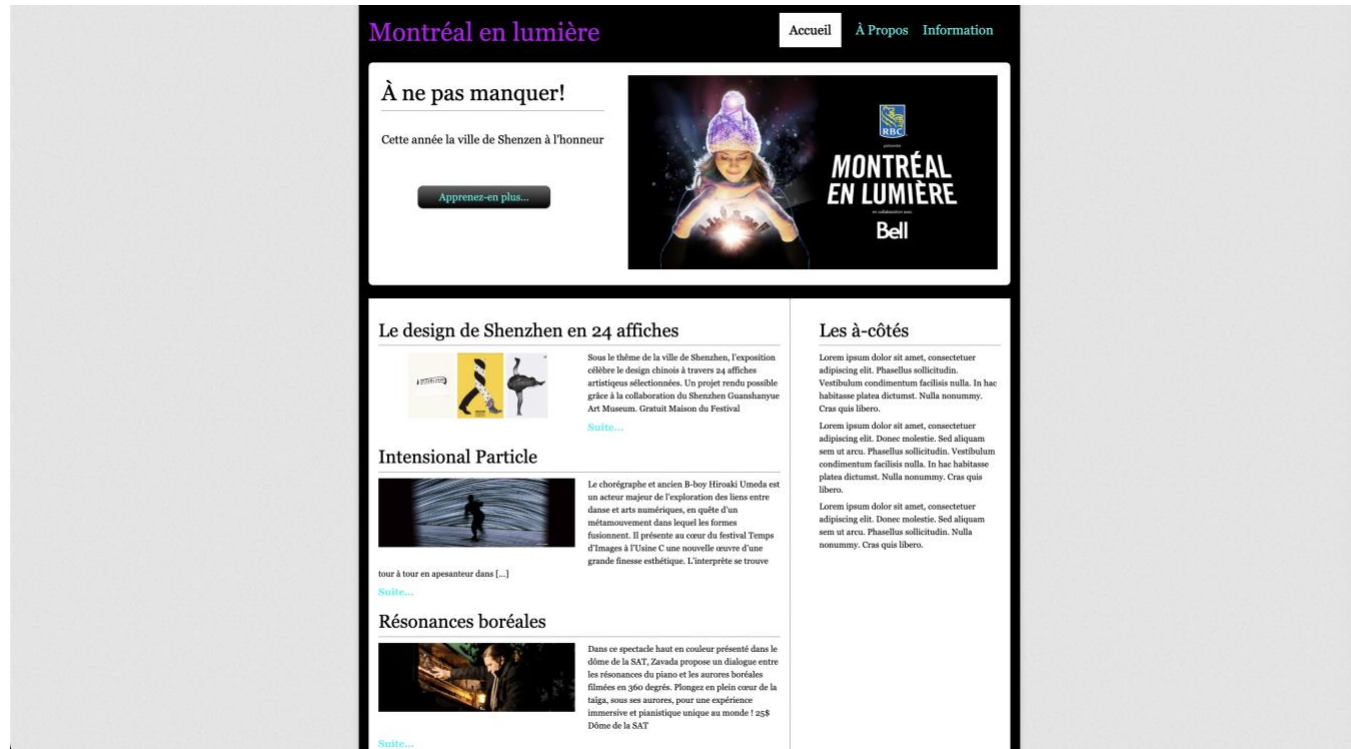 Montréal en lumière
Accueil
À Propos
Information
À ne pas manquer!
Cette année la ville de Shenzen à l'honneur
Apprenez-en plus...
RBC
présente
MONTRÉAL
EN LUMIÈRE
en collaboration avec
Bell
Le design de Shenzhen en 24 affiches
Sous le thème de la ville de Shenzhen, l'exposition
célèbre le design chinois à travers 24 affiches
artistiqeus sélectionnées. Un projet rendu possible
grâce à la collaboration du Shenzhen Guanshanyue
Art Museum. Gratuit Maison du Festival
Suite...
Intensional Particle
Le chorégraphe et ancien B-boy Hiroaki Umeda est
un acteur majeur de l'exploration des liens entre
danse et arts numériques, en quête d'un
métamouvement dans lequel les formes
fusionnent. Il présente au cœur du festival Temps
d'Images à l'Usine C une nouvelle œuvre d'une
grande finesse esthétique. L'interprète se trouve
tour à tour en apesanteur dans [...]
Suite...
Résonances boréales
Dans ce spectacle haut en couleur présenté dans le
dôme de la SAT, Zavada propose un dialogue entre
les résonances du piano et les aurores boréales
filmées en 360 degrés. Plongez en plein cœur de la
taïga, sous ses aurores, pour une expérience
immersive et pianistique unique au monde ! 25$
Dôme de la SAT
Suite...
Les à-côtés
Lorem ipsum dolor sit amet, consectetuer
adipiscing elit. Phasellus sollicitudin.
Vestibulum condimentum facilisis nulla. In hac
habitasse platea dictumst. Nulla nonummy.
Cras quis libero.
Lorem ipsum dolor sit amet, consectetuer
adipiscing elit. Donec molestie. Sed aliquam
sem ut arcu. Phasellus sollicitudin. Vestibulum
condimentum facilisis nulla. In hac habitasse
platea dictumst. Nulla nonummy. Cras quis
libero.
Lorem ipsum dolor sit amet, consectetuer
adipiscing elit. Donec molestie. Sed aliquam
sem ut arcu. Phasellus sollicitudin. Nulla
nonummy. Cras quis libero.